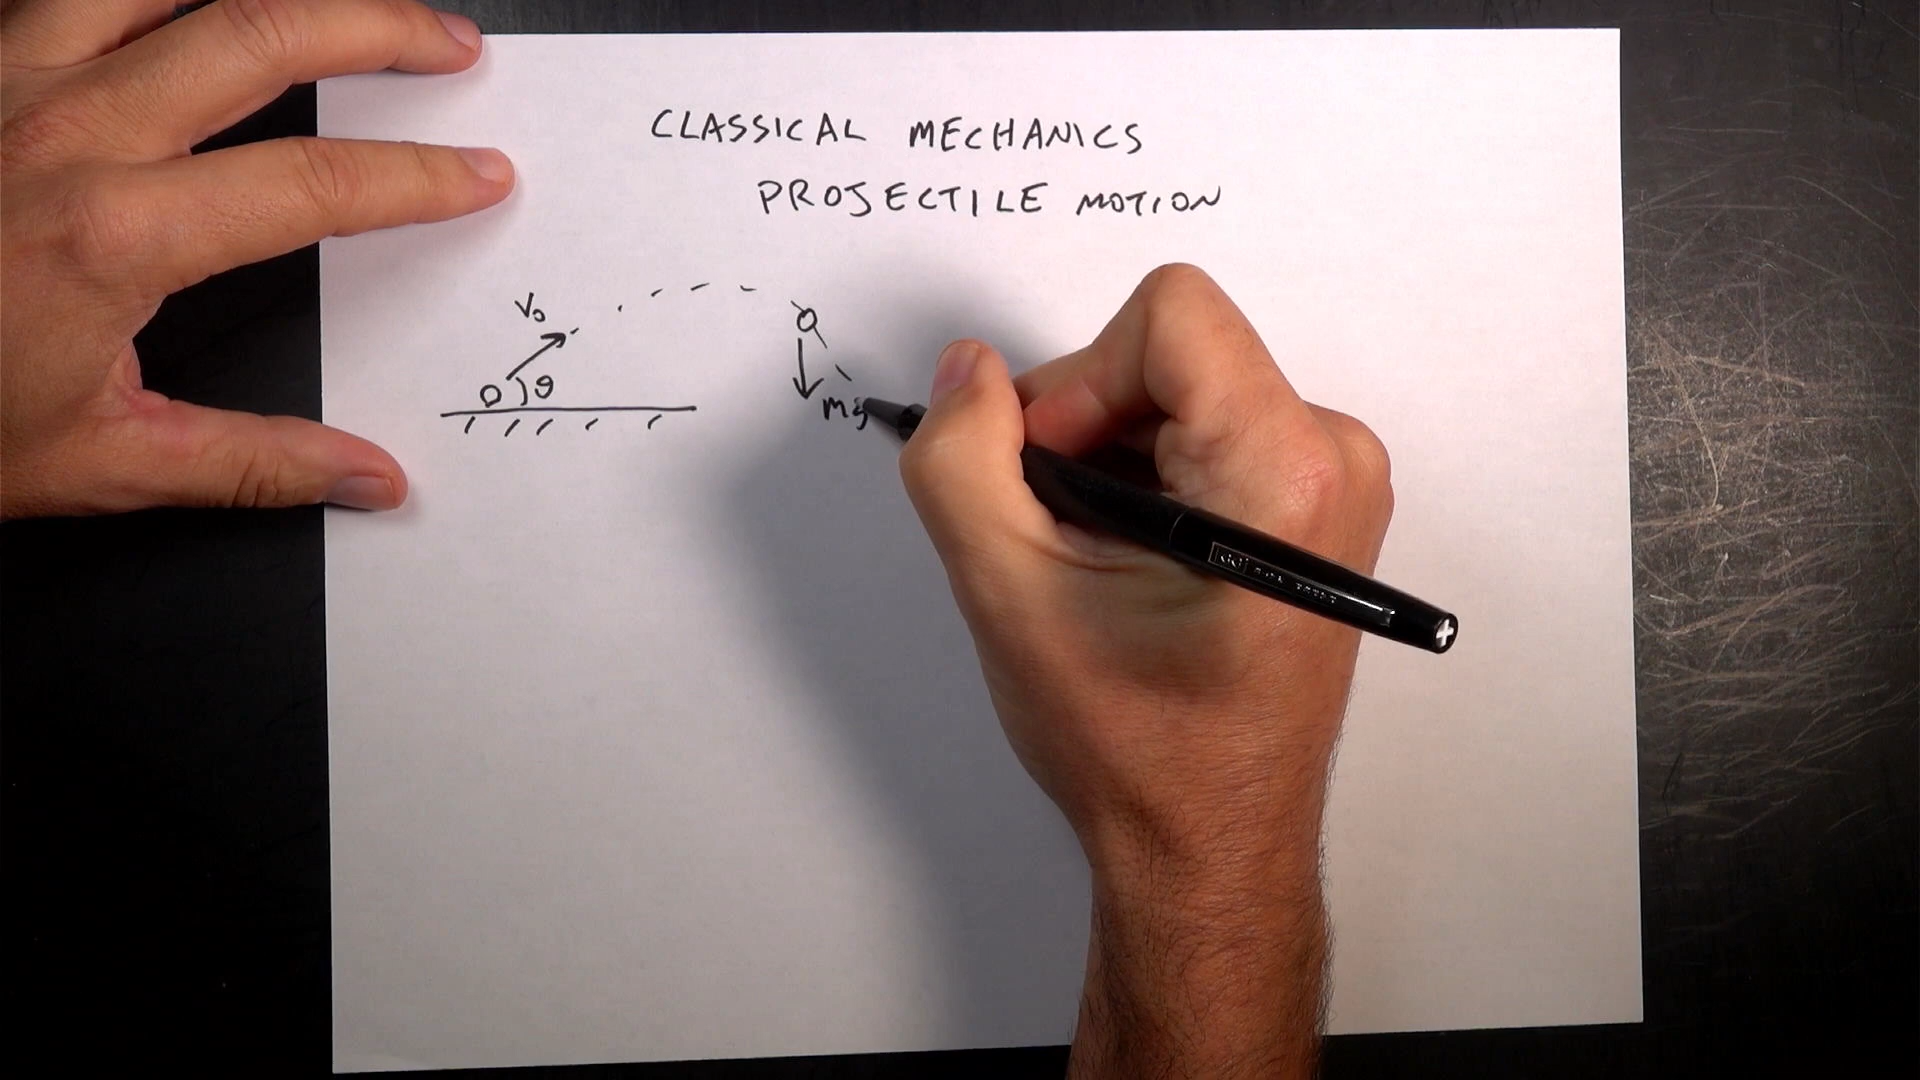 CLASSICAL MECHANICS
PROJECTILE MOTION
V₀
θ
mg